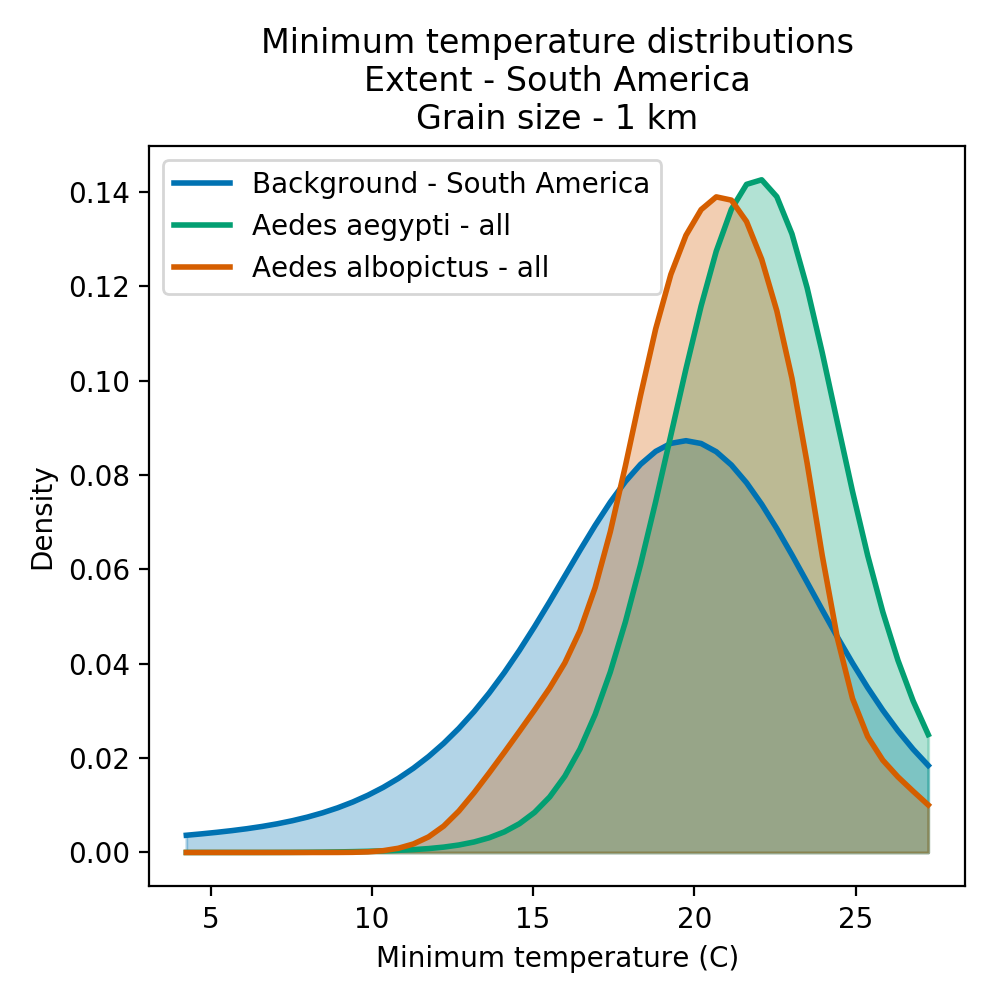 Minimum temperature distributions
Extent - South America
Grain size - 1 km
Background - South America
Aedes aegypti - all
Aedes albopictus - all
0.14
0.12
0.10
0.08
0.06
0.04
0.02
0.00
Density
5 10 15 20 25
Minimum temperature (C)